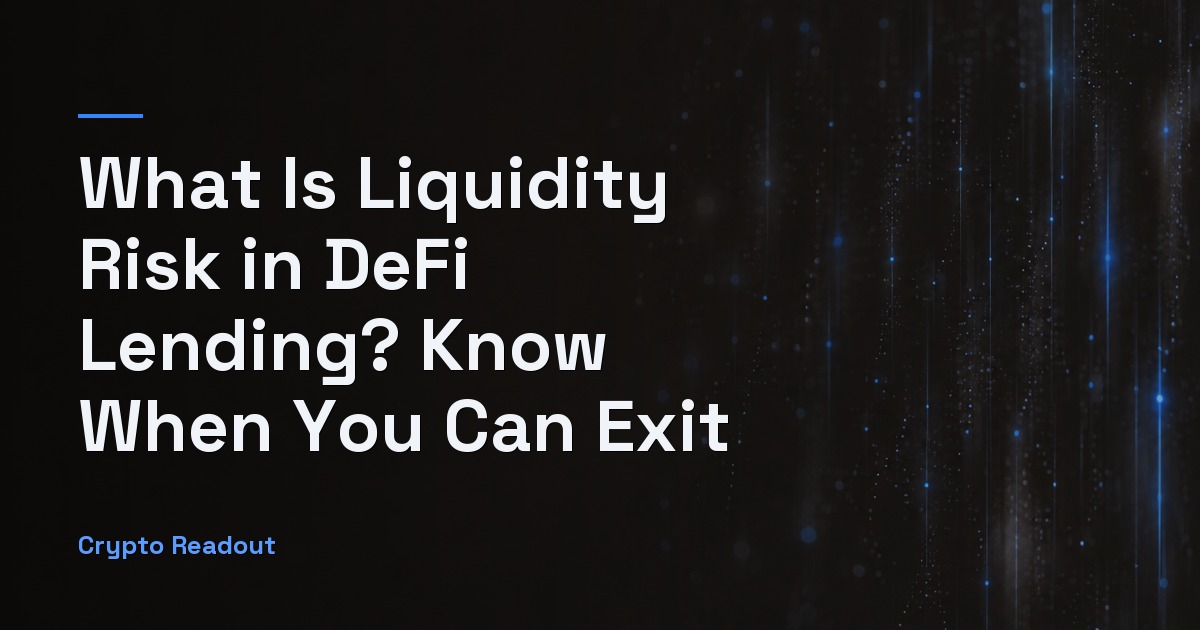 What Is Liquidity
Risk in DeFi
Lending? Know
When You Can Exit
Crypto Readout